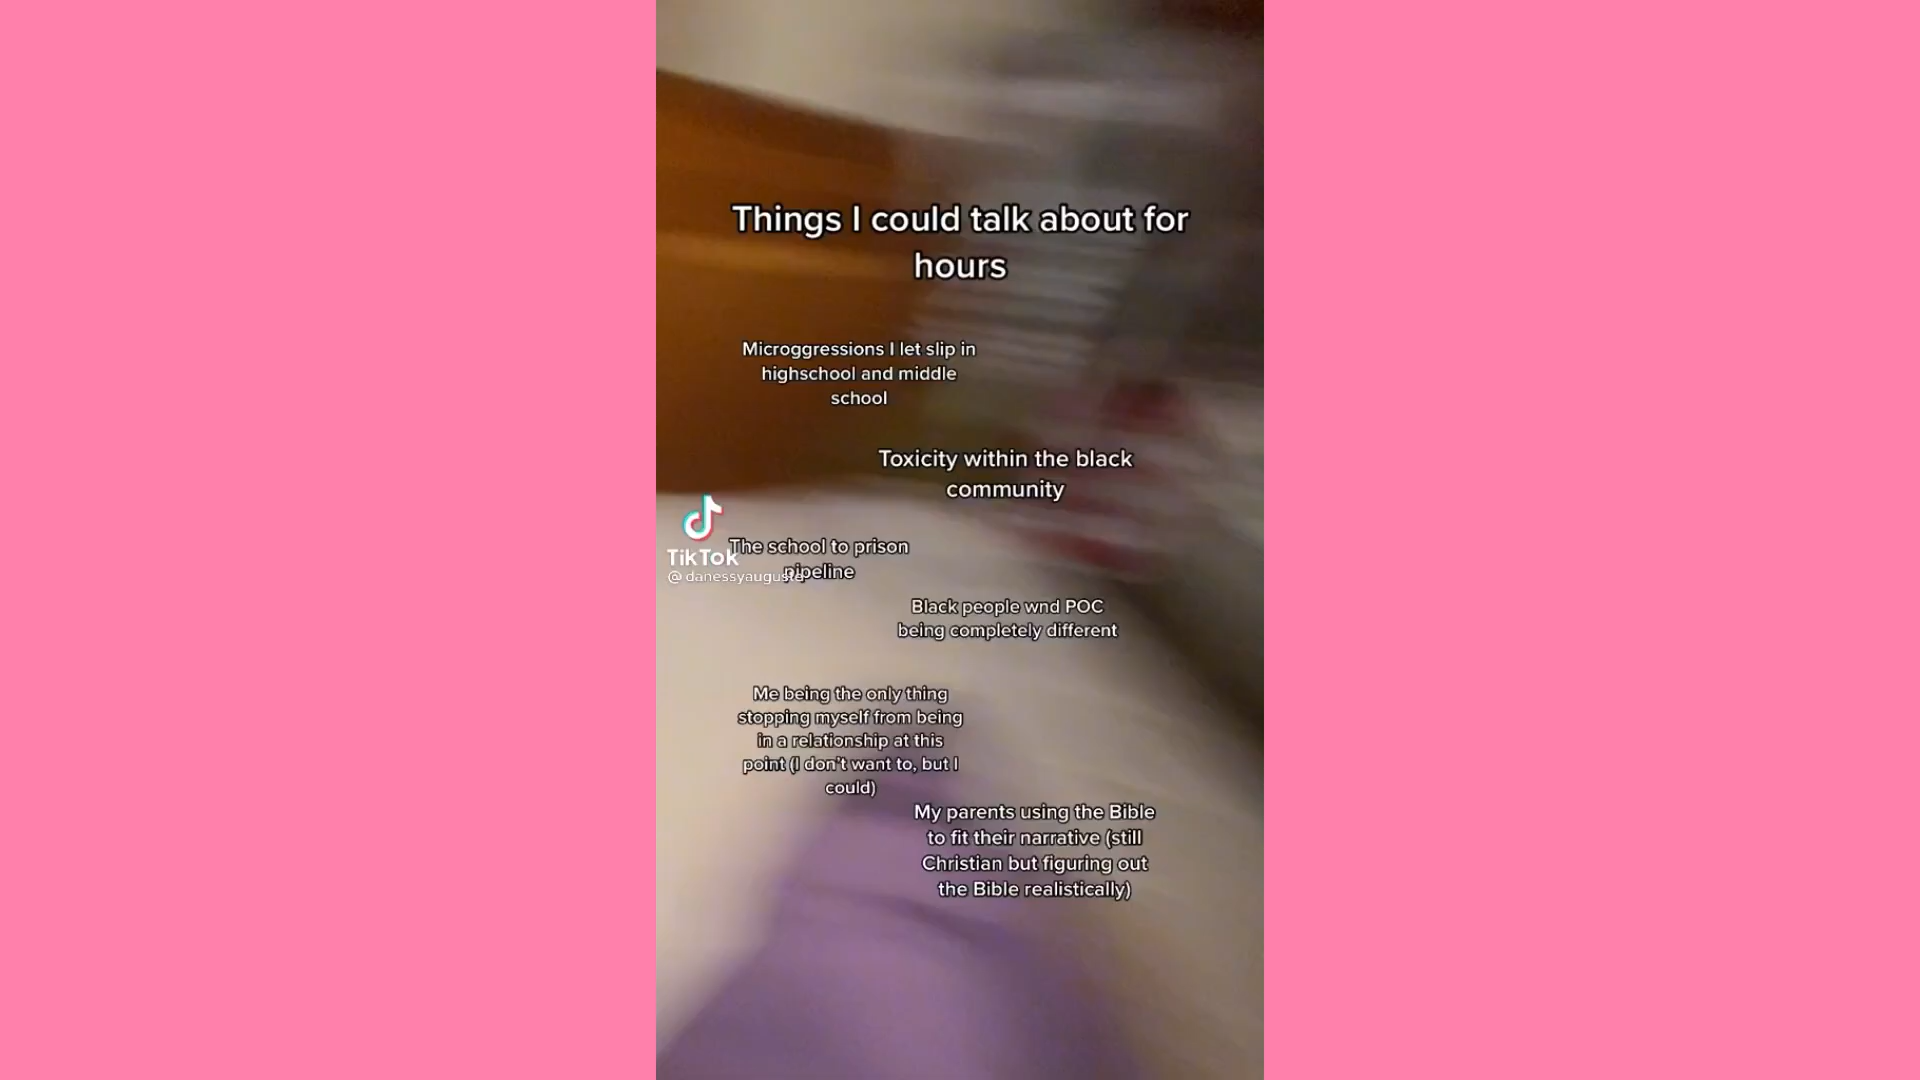 Things I could talk about for
hours
Microggressions I let slip in
highschool and middle
school
Toxicity within the black
community
The school to prison
pipeline
TikTok
@danessyauguste
Black people wnd POC
being completely different
Me being the only thing
stopping myself from being
in a relationship at this
point (I don't want to, but I
could)
My parents using the Bible
to fit their narrative (still
Christian but figuring out
the Bible realistically)